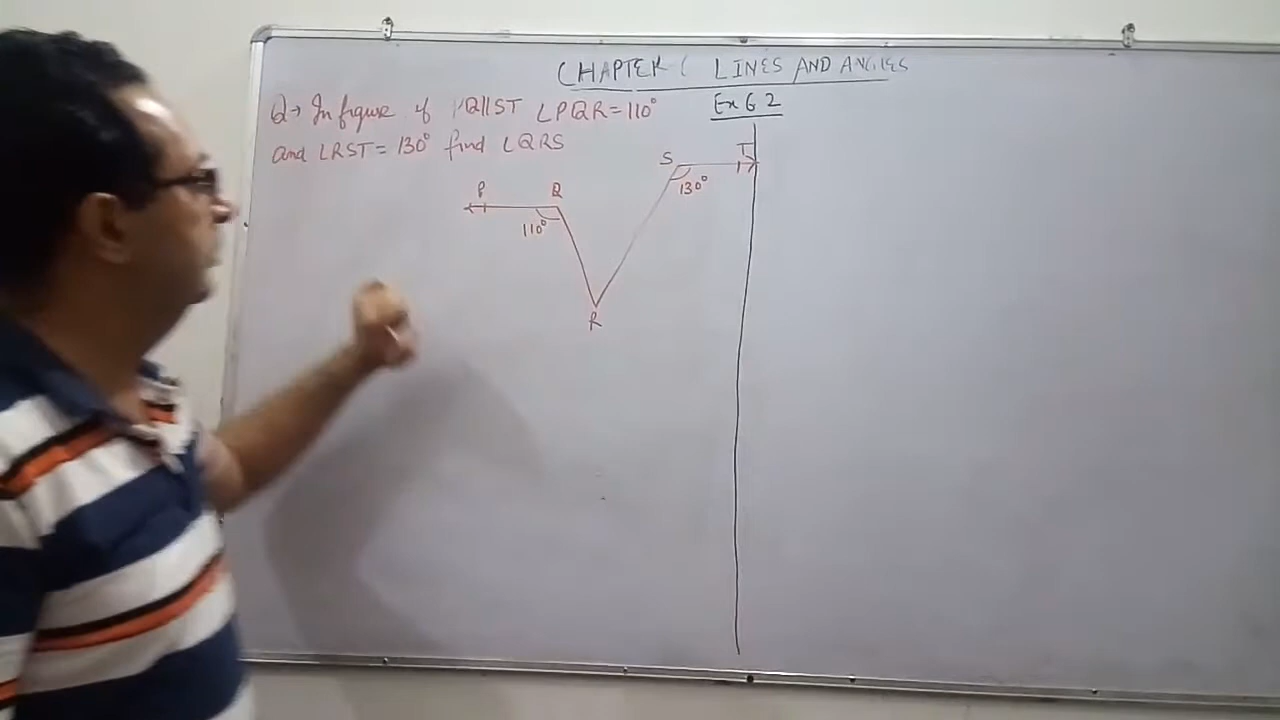 CHAPTER 6 LINES AND ANGLES
Q→ In figure if PQ||ST ∠PQR=110°
Ex 6.2
and ∠RST = 130° find ∠QRS
S
T
130°
P
Q
110°
R